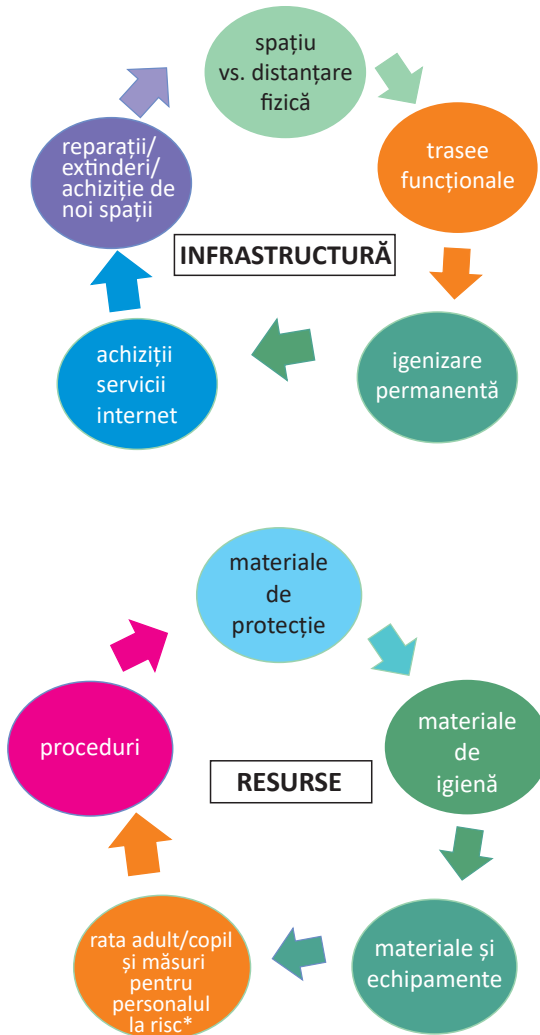 spațiu
vs. distanțare
fizică
trasee
funcționale
igenizare
permanentă
achiziții
servicii
internet
reparații/
extinderi/
achiziție de
noi spații
INFRASTRUCTURĂ
materiale
de
protecție
materiale
de
igienă
materiale și
echipamente
rata adult/copil
și măsuri
pentru
personalul
la risc*
proceduri
RESURSE